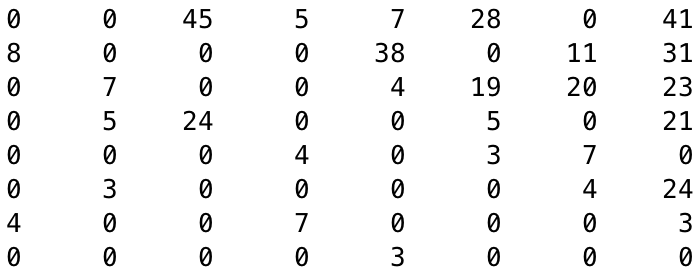 0 0 45 5 7 28 0 41
8 0 0 0 38 0 11 31
0 7 0 0 4 19 20 23
0 5 24 0 0 5 0 21
0 0 0 4 0 3 7 0
0 3 0 0 0 0 4 24
4 0 0 7 0 0 0 3
0 0 0 0 3 0 0 0